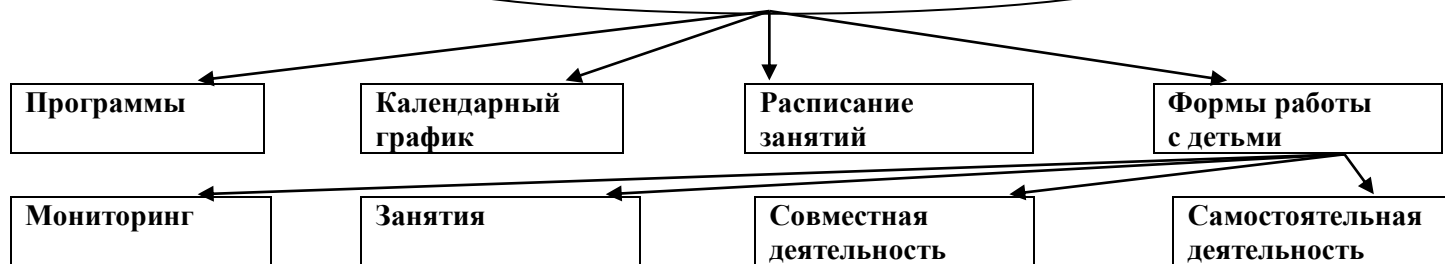 Программы
Календарный
график
Расписание
занятий
Формы работы
с детьми
Мониторинг
Занятия
Совместная
деятельность
Самостоятельная
деятельность